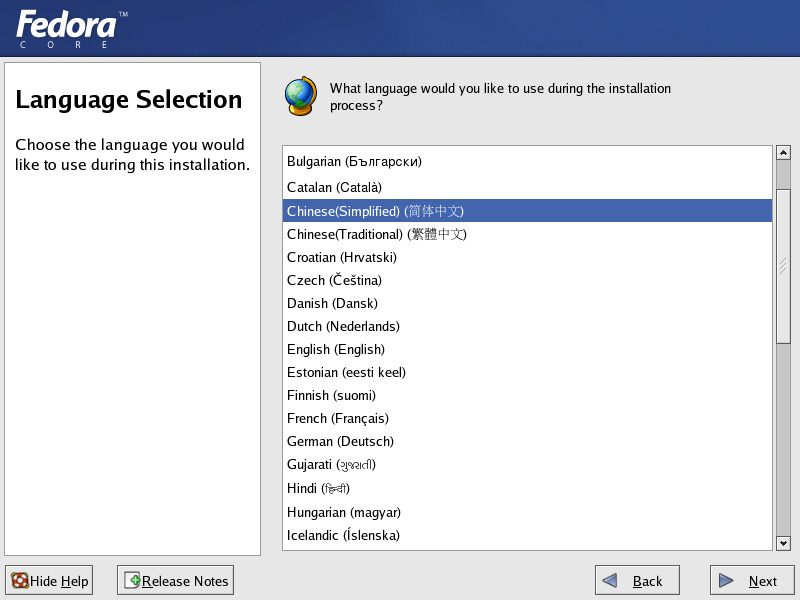 Fedora™
CORE
Language Selection
Choose the language you would
like to use during this installation.
What language would you like to use during the installation
process?
Bulgarian (Български)
Catalan (Català)
Chinese(Simplified) (简体中文)
Chinese(Traditional) (繁體中文)
Croatian (Hrvatski)
Czech (Čeština)
Danish (Dansk)
Dutch (Nederlands)
English (English)
Estonian (eesti keel)
Finnish (suomi)
French (Français)
German (Deutsch)
Gujarati (ગુજરાતી)
Hindi (हिन्दी)
Hungarian (magyar)
Icelandic (Íslenska)
Hide Help
Release Notes
Back
Next